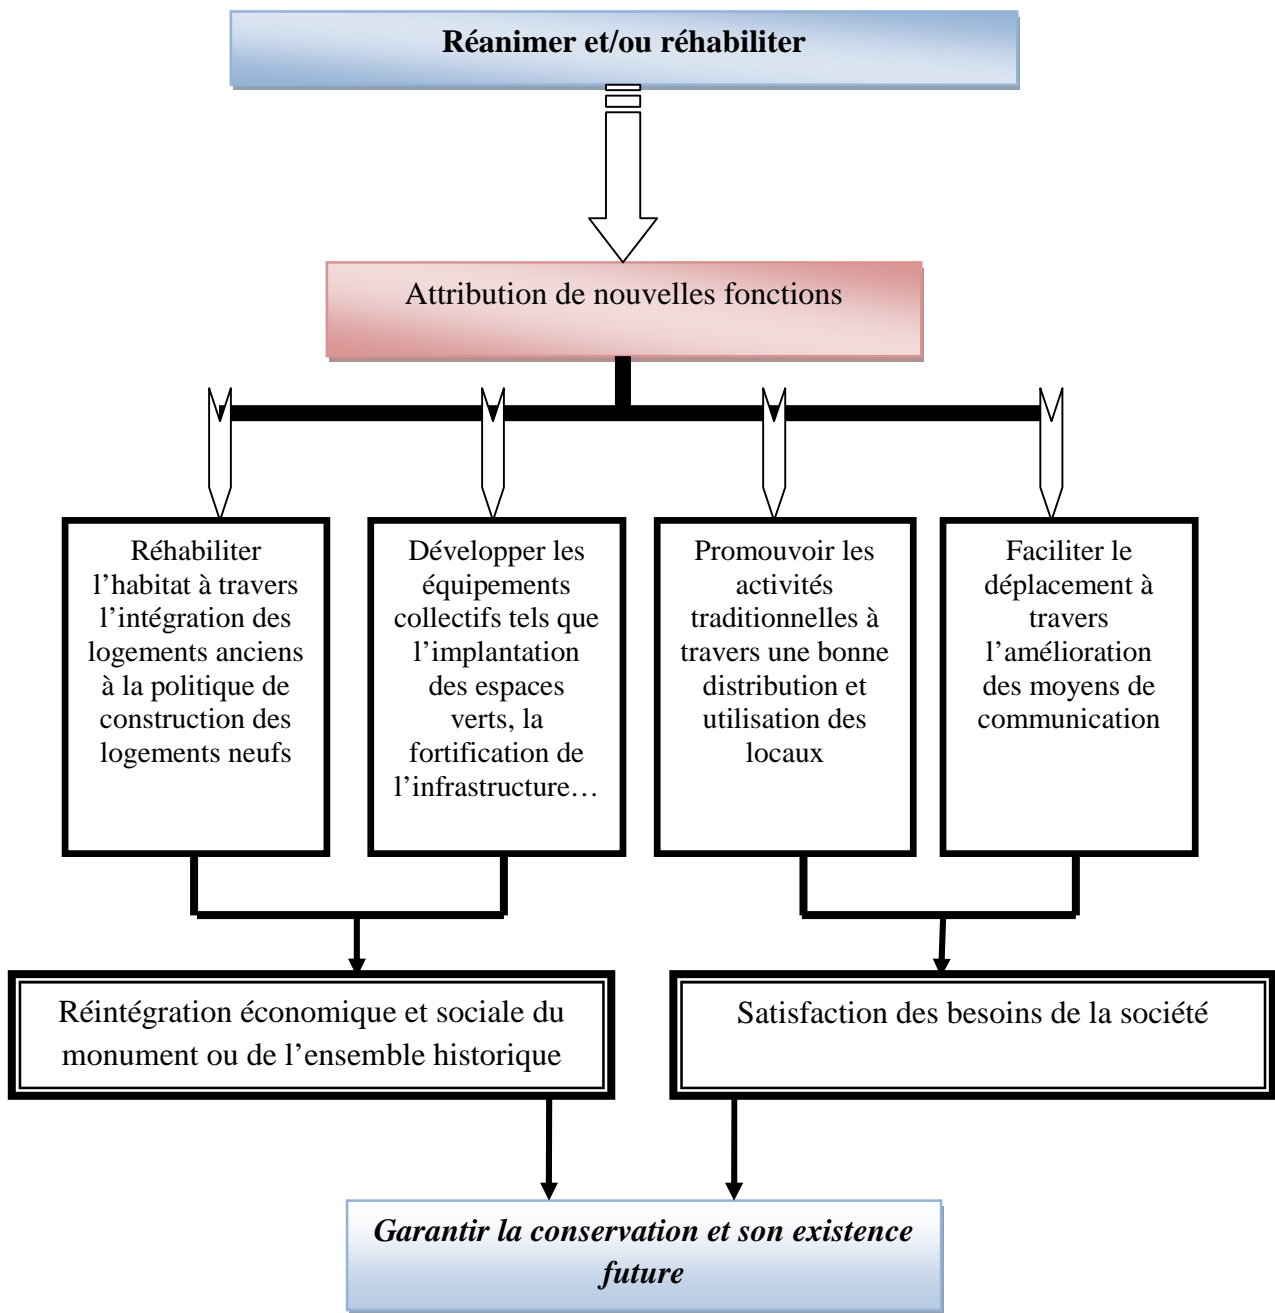 Réanimer et/ou réhabiliter
Attribution de nouvelles fonctions
Réhabiliter
l’habitat à travers
l’intégration des
logements anciens
à la politique de
construction des
logements neufs
Développer les
équipements
collectifs tels que
l’implantation
des espaces
verts, la
fortification de
l’infrastructure…
Promouvoir les
activités
traditionnelles à
travers une bonne
distribution et
utilisation des
locaux
Faciliter le
déplacement à
travers
l’amélioration
des moyens de
communication
Réintégration économique et sociale du
monument ou de l’ensemble historique
Satisfaction des besoins de la société
Garantir la conservation et son existence
future